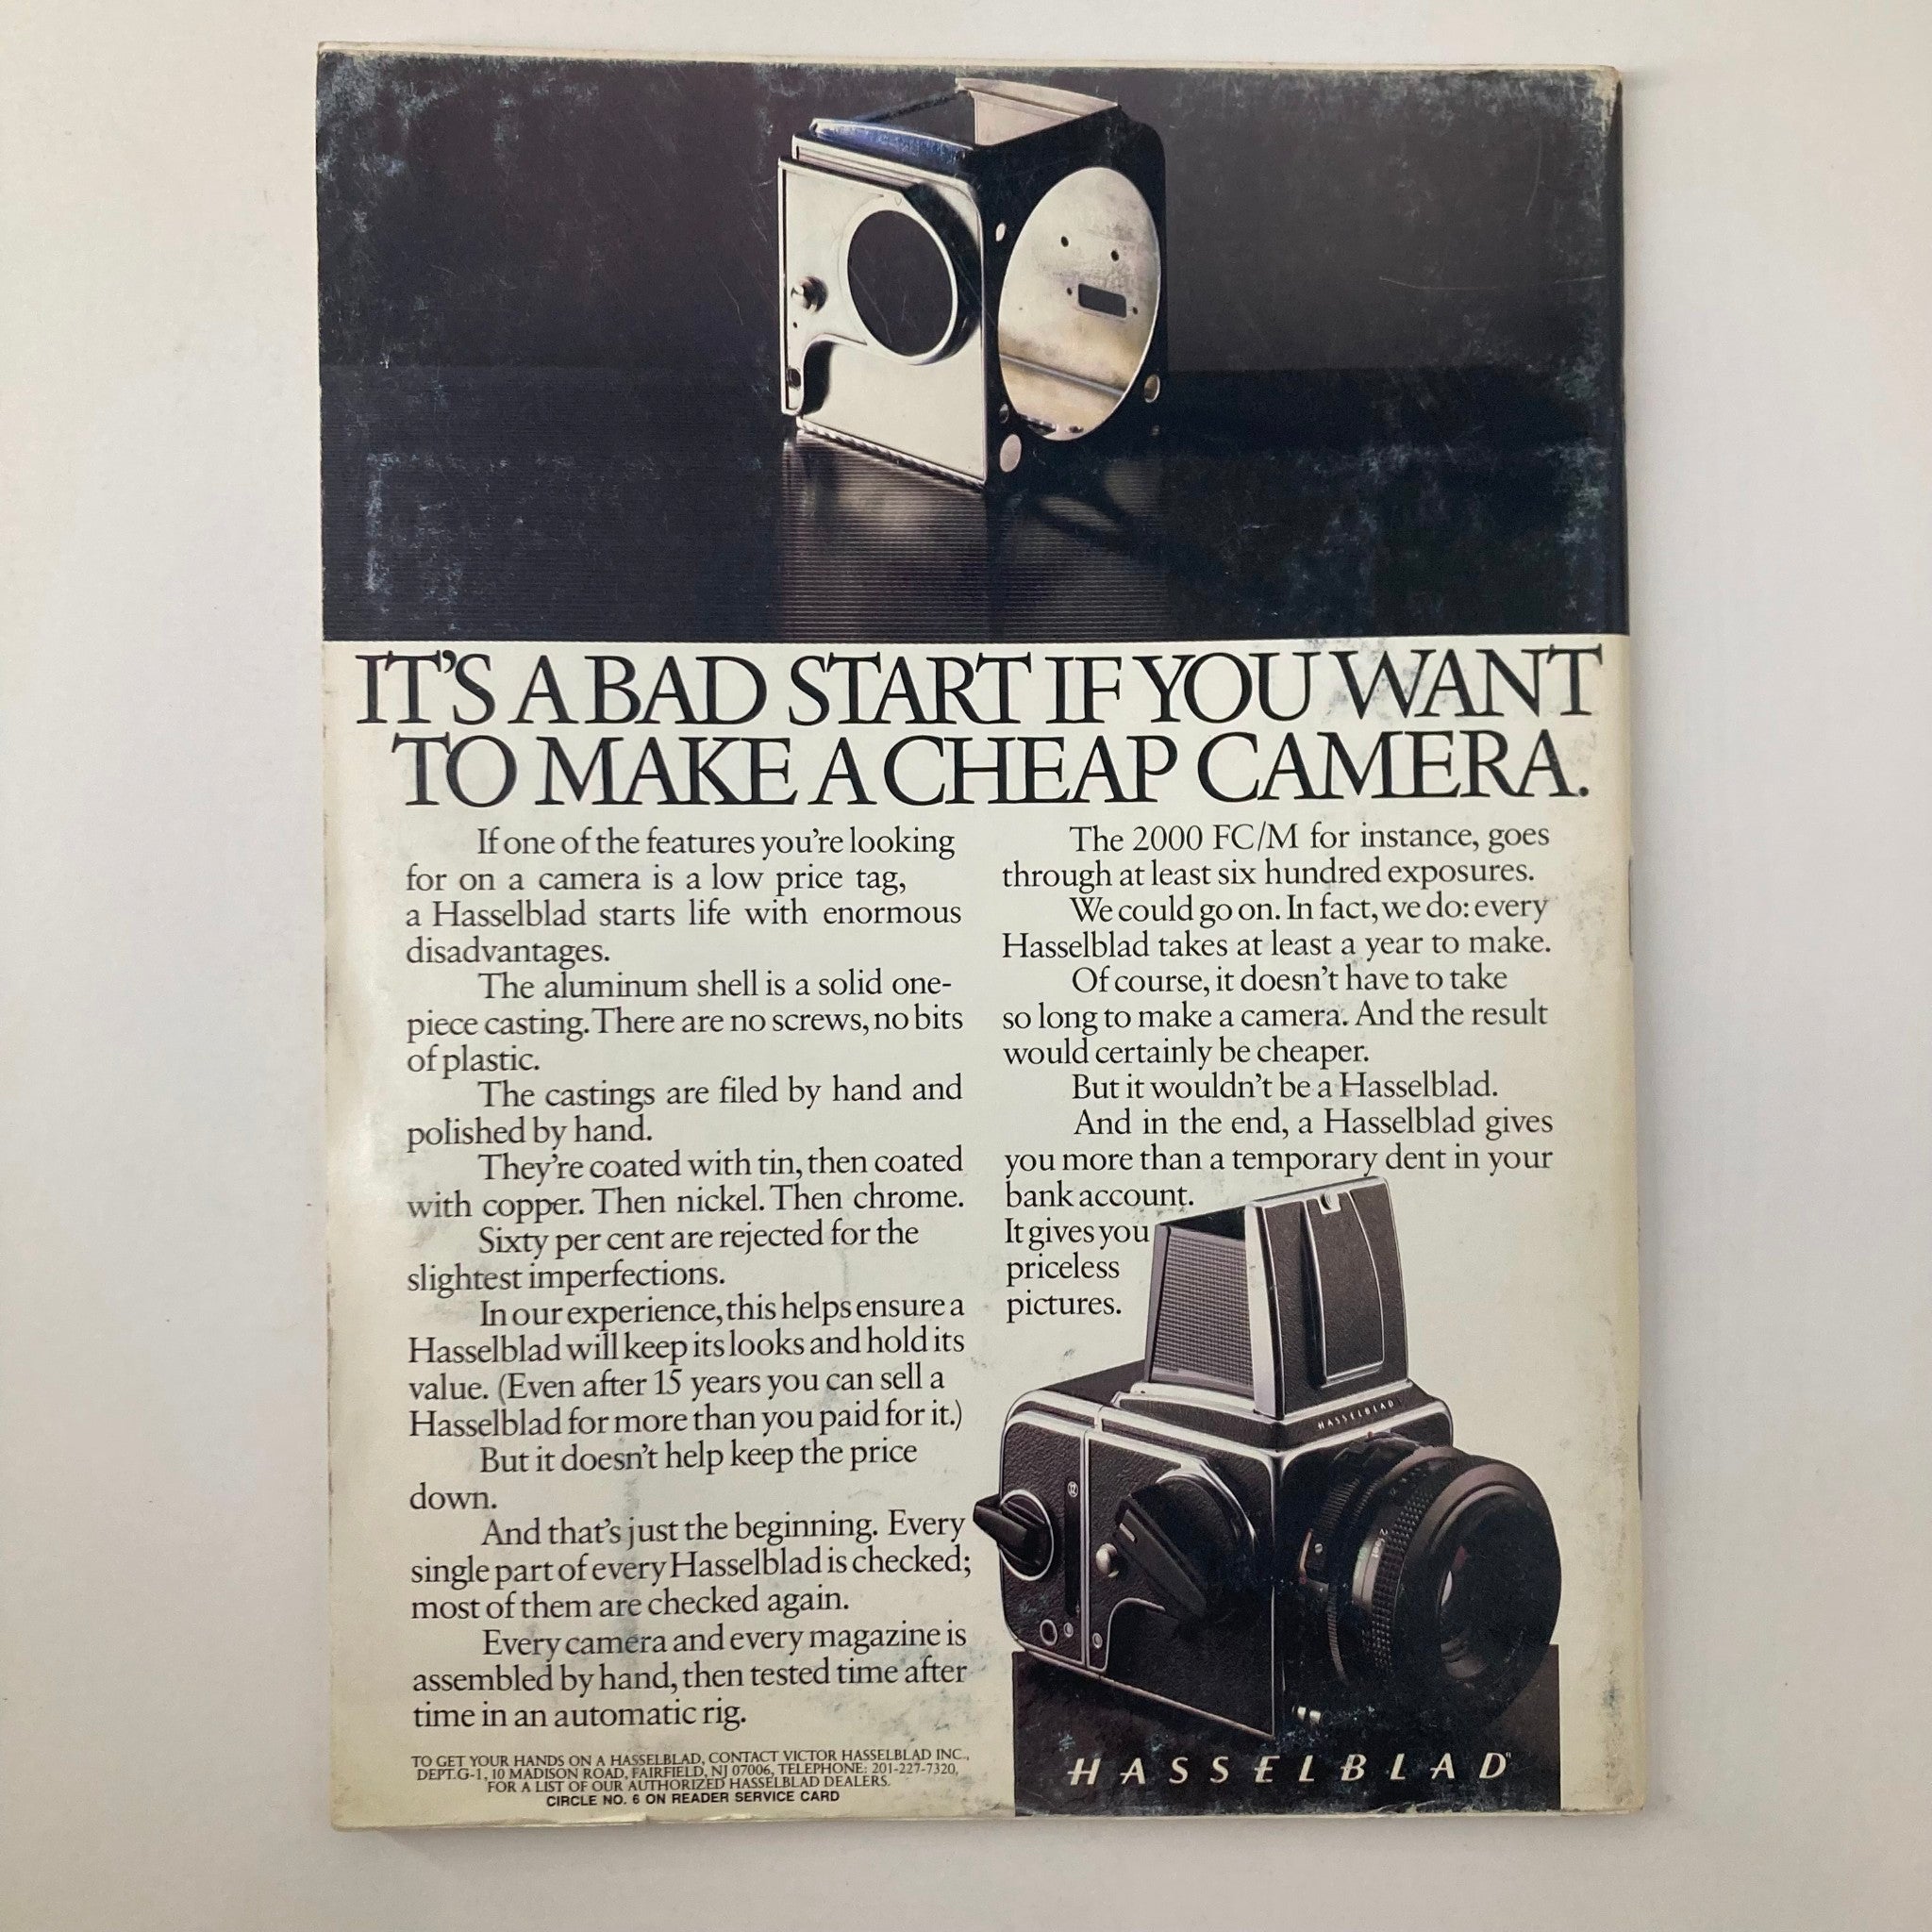 IT'S A BAD START IF YOU WANT
TO MAKE A CHEAP CAMERA.
If one of the features you're looking
for on a camera is a low price tag,
a Hasselblad starts life with enormous
disadvantages.
The aluminum shell is a solid one-
piece casting. There are no screws, no bits
of plastic.
The castings are filed by hand and
polished by hand.
They're coated with tin, then coated
with copper. Then nickel. Then chrome.
Sixty per cent are rejected for the
slightest imperfections.
In our experience, this helps ensure a
Hasselblad will keep its looks and hold its
value. (Even after 15 years you can sell a
Hasselblad for more than you paid for it.)
But it doesn't help keep the price
down.
And that's just the beginning. Every
single part of every Hasselblad is checked;
most of them are checked again.
Every camera and every magazine is
assembled by hand, then tested time after
time in an automatic rig.
The 2000 FC/M for instance, goes
through at least six hundred exposures.
We could go on. In fact, we do: every
Hasselblad takes at least a year to make.
Of course, it doesn't have to take
so long to make a camera. And the result
would certainly be cheaper.
But it wouldn't be a Hasselblad.
And in the end, a Hasselblad gives
you more than a temporary dent in your
bank account.
It gives you
priceless
pictures.
HASSELBLAD
TO GET YOUR HANDS ON A HASSELBLAD, CONTACT VICTOR HASSELBLAD INC.,
DEPT.G-1, 10 MADISON ROAD, FAIRFIELD, NJ 07006, TELEPHONE: 201-227-7320,
FOR A LIST OF OUR AUTHORIZED HASSELBLAD DEALERS.
CIRCLE NO. 6 ON READER SERVICE CARD
HASSELBLAD